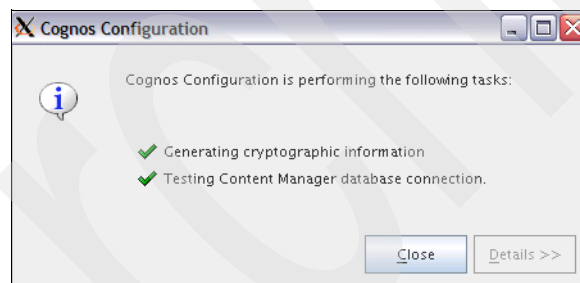 Cognos Configuration
Cognos Configuration is performing the following tasks:
Generating cryptographic information
Testing Content Manager database connection.
Close
Details >>